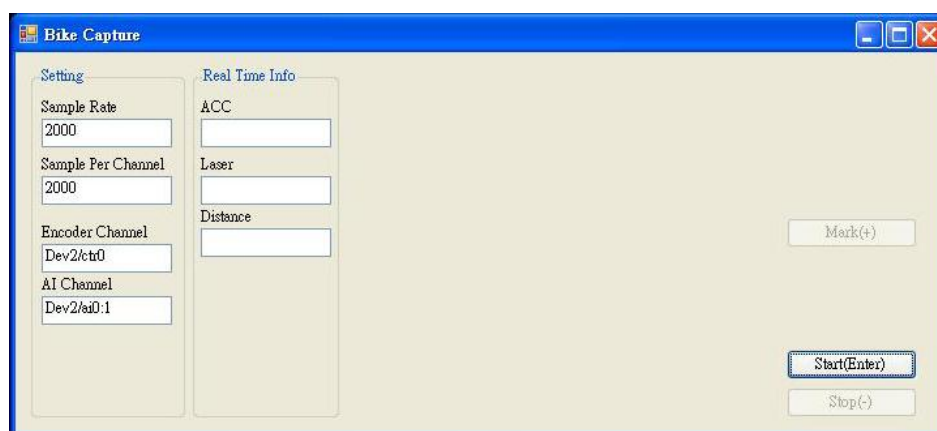 Bike Capture
Setting
Sample Rate
2000
Sample Per Channel
2000
Encoder Channel
Dev2/ctr0
AI Channel
Dev2/ai0:1
Real Time Info
ACC
Laser
Distance
Mark(+)
Start(Enter)
Stop(-)